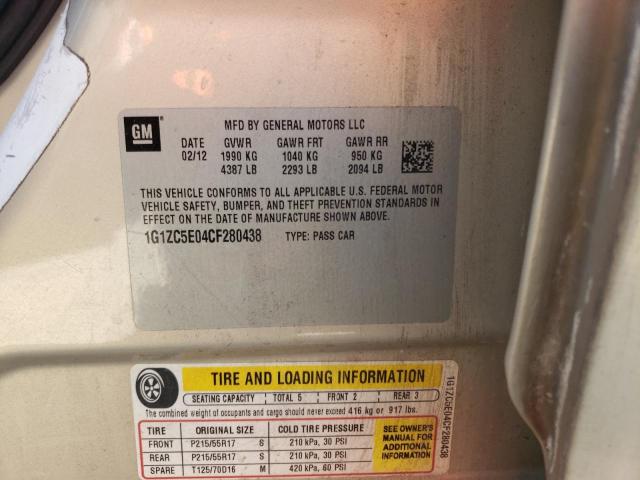 GM
MFD BY GENERAL MOTORS LLC
DATE GVWR GAWR FRT GAWR RR
02/12 1990 KG 1040 KG 950 KG
4387 LB 2293 LB 2094 LB
THIS VEHICLE CONFORMS TO ALL APPLICABLE U.S. FEDERAL MOTOR
VEHICLE SAFETY, BUMPER, AND THEFT PREVENTION STANDARDS IN
EFFECT ON THE DATE OF MANUFACTURE SHOWN ABOVE.
1G1ZC5E04CF280438 TYPE: PASS CAR
TIRE AND LOADING INFORMATION
SEATING CAPACITY TOTAL 5 FRONT 2 REAR 3
The combined weight of occupants and cargo should never exceed 416 kg or 917 lbs.
TIRE ORIGINAL SIZE COLD TIRE PRESSURE
FRONT P215/55R17 S 210 kPa, 30 PSI
REAR P215/55R17 S 210 kPa, 30 PSI
SPARE T125/70D16 M 420 kPa, 60 PSI
SEE OWNER'S
MANUAL FOR
ADDITIONAL
INFORMATION
1G1ZC5E04CF280438